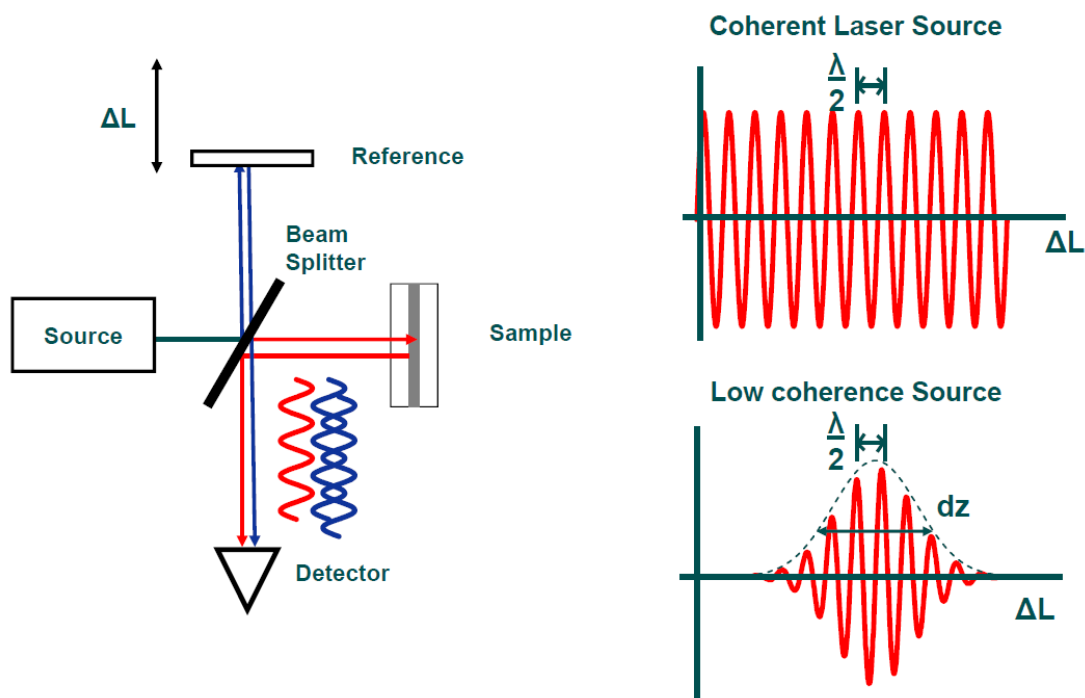 ΔL
Reference
Beam
Splitter
Source
Sample
Detector
Coherent Laser Source
λ
2
ΔL
Low coherence Source
λ
2
dz
ΔL